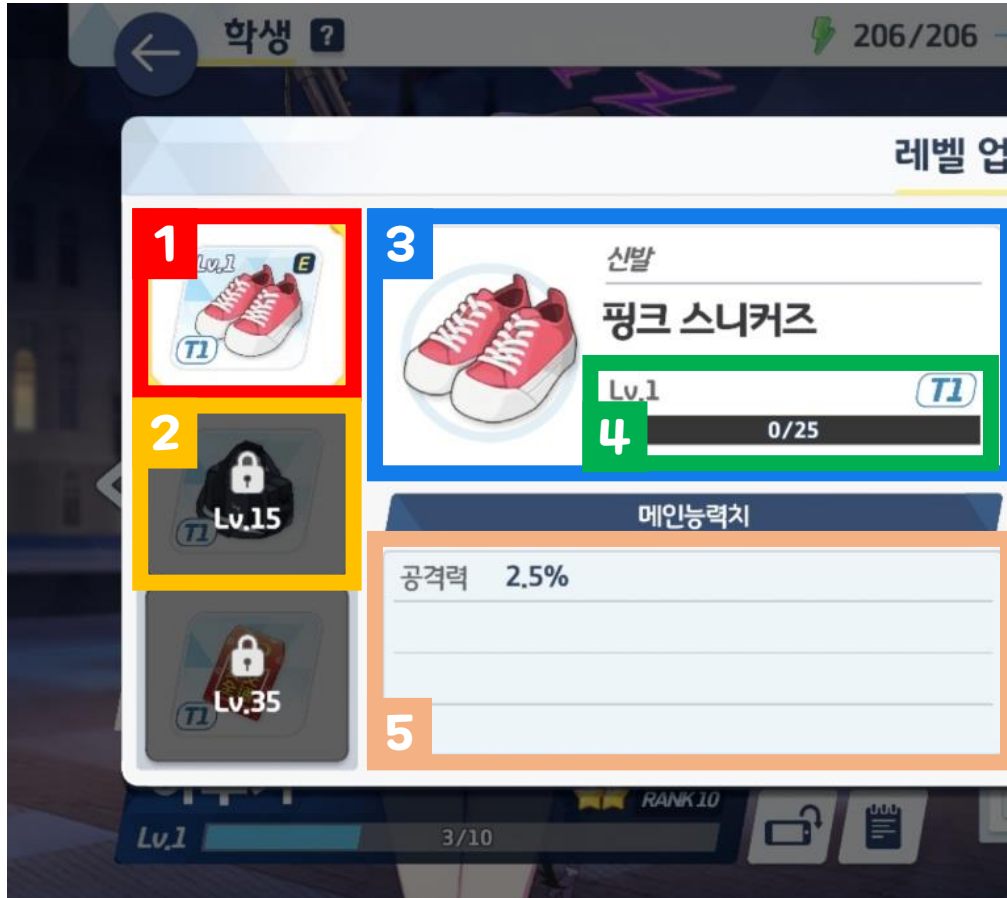 학생 ?
206/206
레벨 업
1
Lv.1 E
T1
2
Lv.15
T1
Lv.35
T1
3
신발
핑크 스니커즈
Lv.1 T1
4 0/25
메인능력치
공격력 2.5%
5
RANK 10
Lv.1 3/10